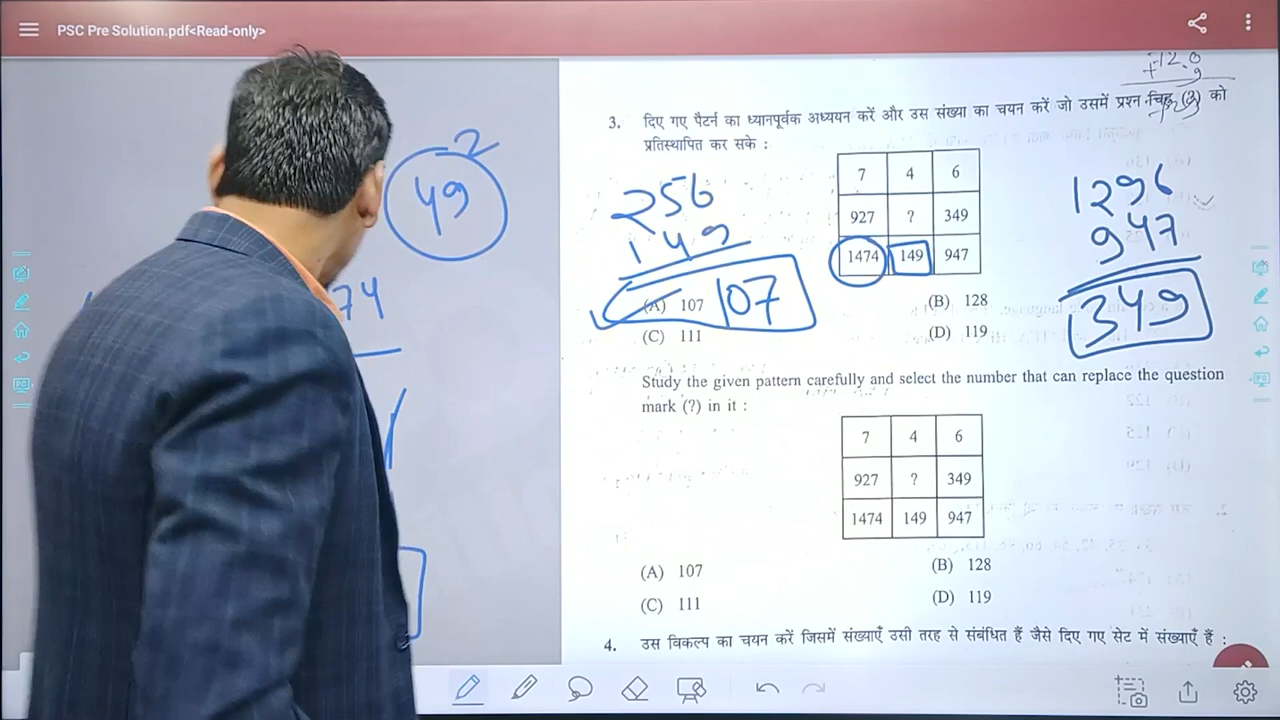 PSC Pre Solution.pdf<Read-only>
3. दिए गए पैटर्न का ध्यानपूर्वक अध्ययन करें और उस संख्या का चयन करें जो उसमें प्रश्न चिह्न (?) को
प्रतिस्थापित कर सके :
7 4 6
927 ? 349
1474 149 947
(A) 107 (B) 128
(C) 111 (D) 119
49 2
74
256
149
107
1296
947
349
Study the given pattern carefully and select the number that can replace the question
mark (?) in it :
7 4 6
927 ? 349
1474 149 947
(A) 107 (B) 128
(C) 111 (D) 119
4. उस विकल्प का चयन करें जिसमें संख्याएँ उसी तरह से संबंधित हैं जैसे दिए गए सेट में संख्याएँ हैं :